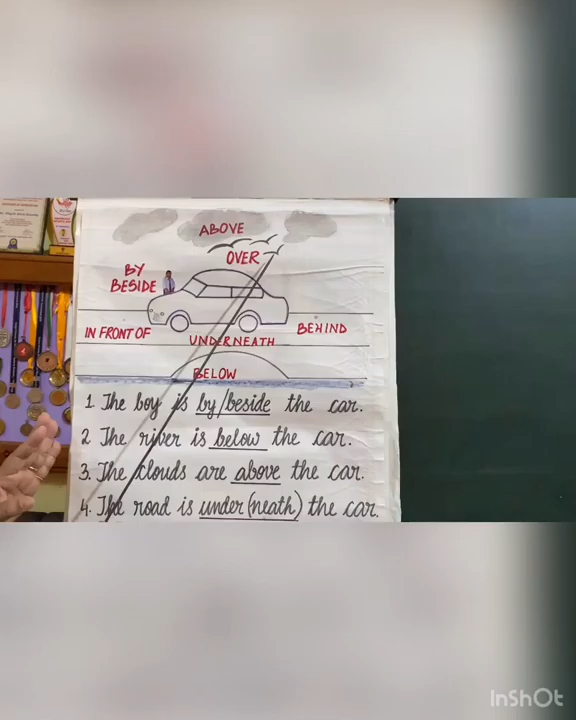 ABOVE
OVER
BY
BESIDE
IN FRONT OF
UNDERNEATH
BEHIND
BELOW
1 The boy is by/beside the car.
2 The river is below the car.
3. The clouds are above the car.
4. The road is under(neath) the car.
InShOt